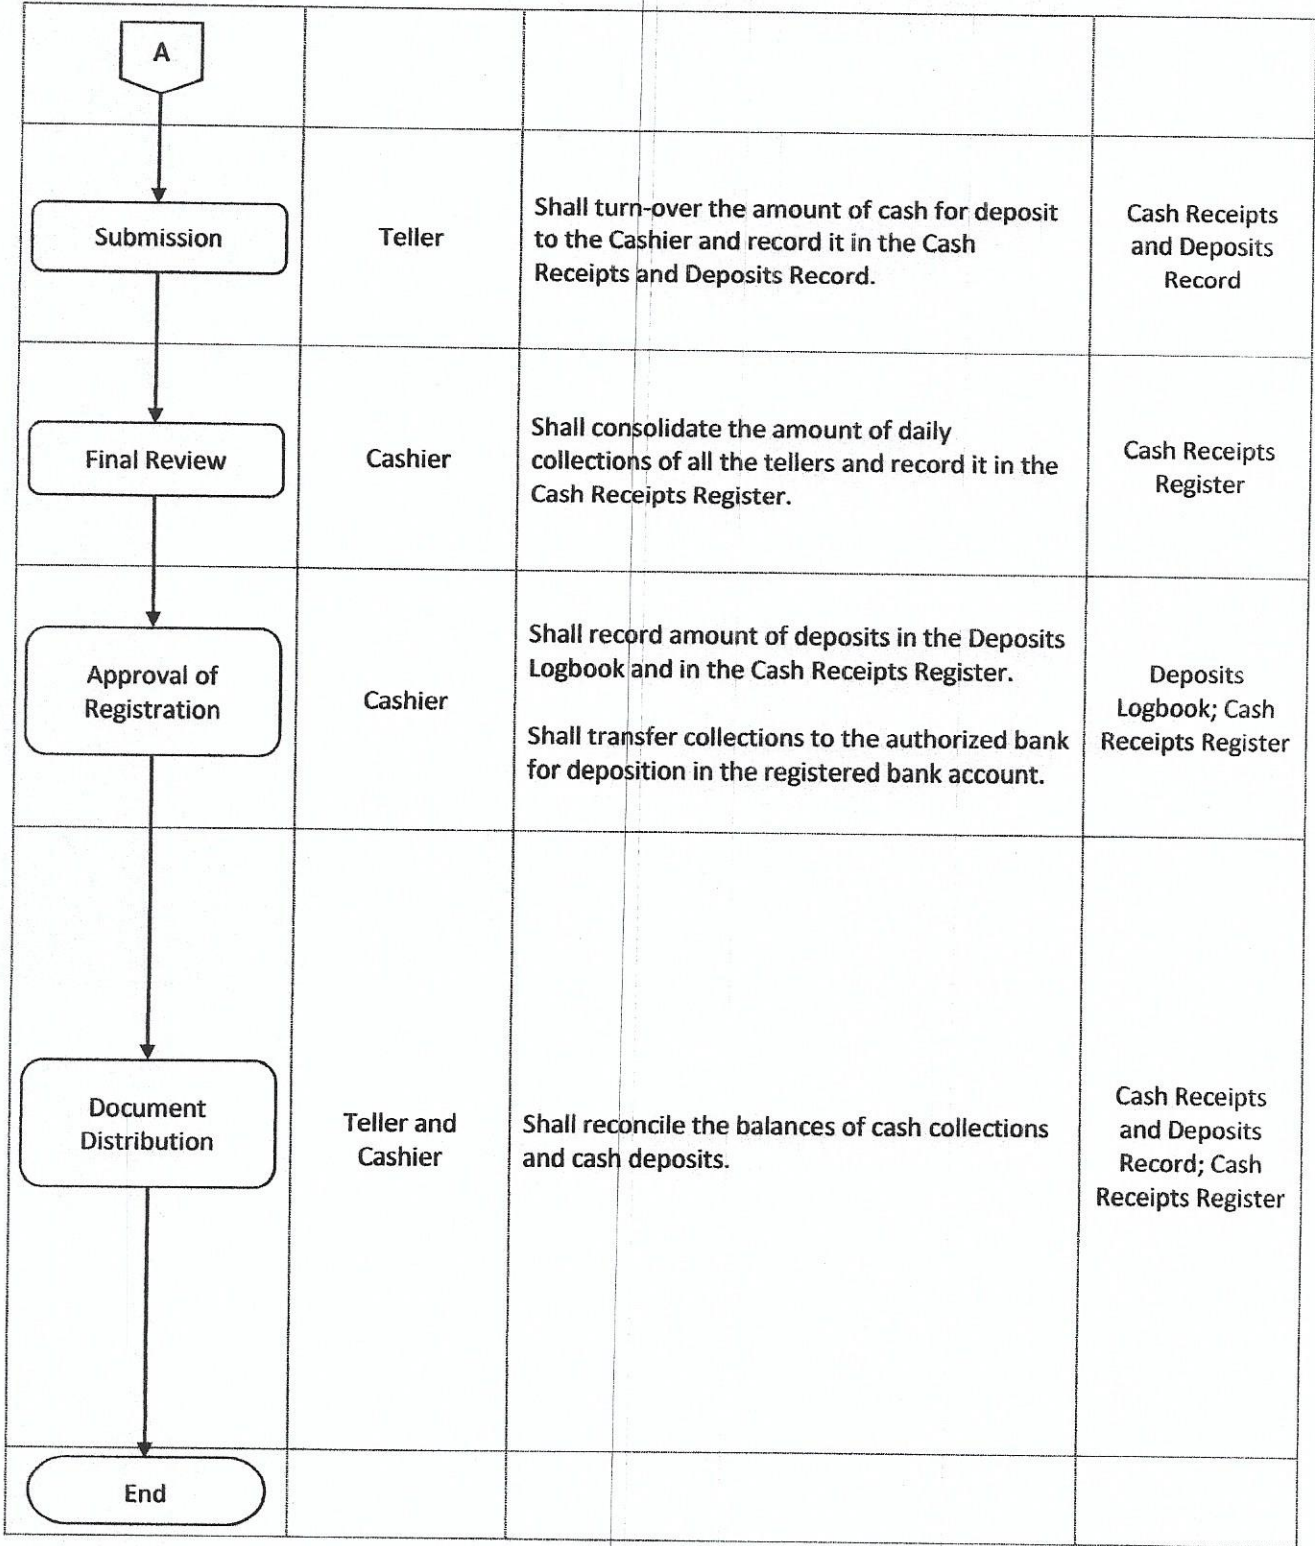 A
Submission
Teller
Shall turn-over the amount of cash for deposit
to the Cashier and record it in the Cash
Receipts and Deposits Record.
Cash Receipts
and Deposits
Record
Final Review
Cashier
Shall consolidate the amount of daily
collections of all the tellers and record it in the
Cash Receipts Register.
Cash Receipts
Register
Approval of
Registration
Cashier
Shall record amount of deposits in the Deposits
Logbook and in the Cash Receipts Register.
Shall transfer collections to the authorized bank
for deposition in the registered bank account.
Deposits
Logbook; Cash
Receipts Register
Document
Distribution
Teller and
Cashier
Shall reconcile the balances of cash collections
and cash deposits.
Cash Receipts
and Deposits
Record; Cash
Receipts Register
End